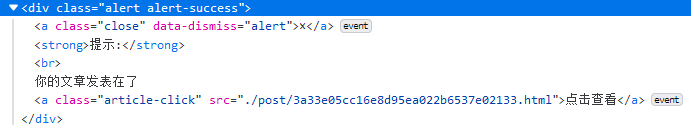 <div class="alert alert-success">
<a class="close" data-dismiss="alert">x</a> event
<strong>提示:</strong>
<br>
你的文章发表在了
<a class="article-click" src="./post/3a33e05cc16e8d95ea022b6537e02133.html">点击查看</a> event
</div>